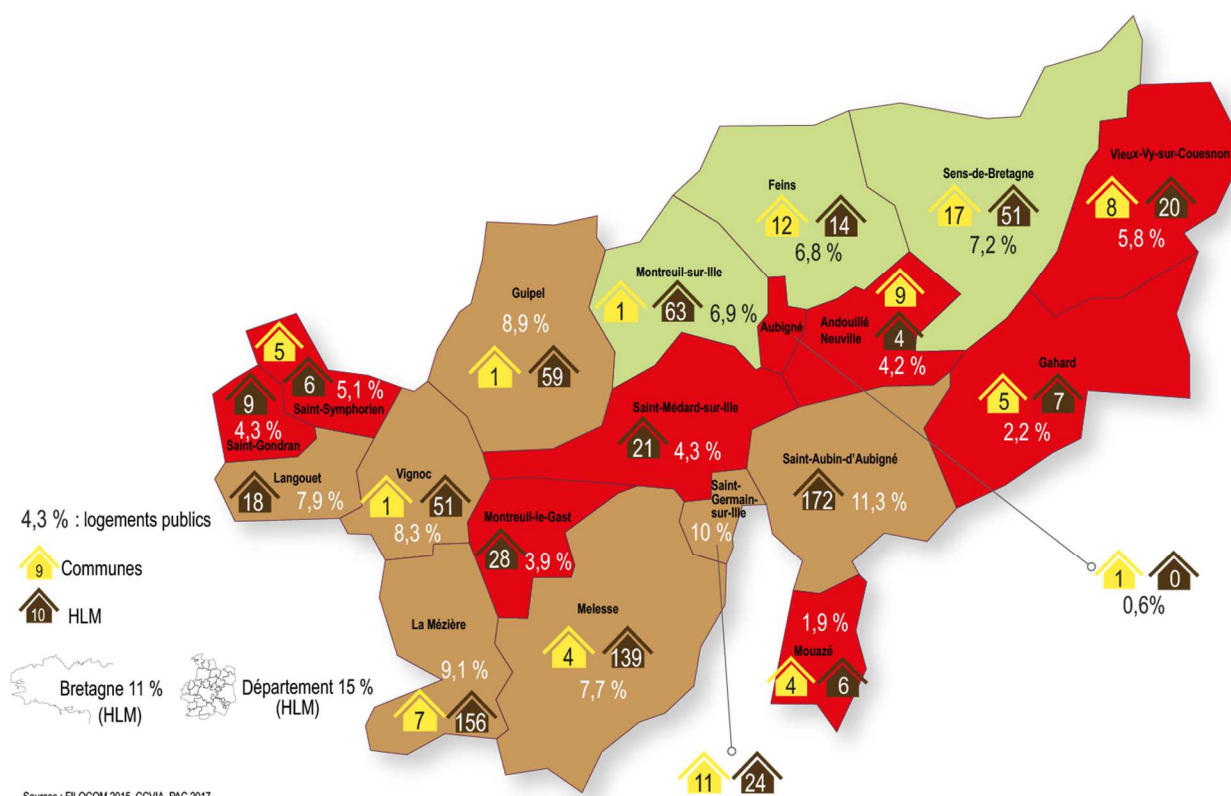 Vieux-Vy-sur-Couesnon
8 20
5,8 %
Sens-de-Bretagne
17 51
7,2 %
Feins
12 14
6,8 %
Montreuil-sur-Ille
1 63 6,9 %
Guipel
8,9 %
1 59
Aubigné
Andouillé
Neuville
9
4
4,2 %
Gahard
5 7
2,2 %
5
6 5,1 %
Saint-Symphorien
9
4,3 %
Saint-Gondran
Langouet
18 7,9 %
Vignoc
1 51
8,3 %
Saint-Médard-sur-Ille
21 4,3 %
Saint-Aubin-d'Aubigné
172 11,3 %
Saint-
Germain-
sur-Ille
10 %
Montreuil-le-Gast
28 3,9 %
Melesse
4 139
7,7 %
La Mézière
9,1 %
7 156
1,9 %
Mouazé
4 6
1 0
0,6%
11 24
4,3 % : logements publics
9 Communes
10 HLM
Bretagne 11 %
(HLM)
Département 15 %
(HLM)
Sources : FILOCOM 2015, CCVIA, PAC 2017